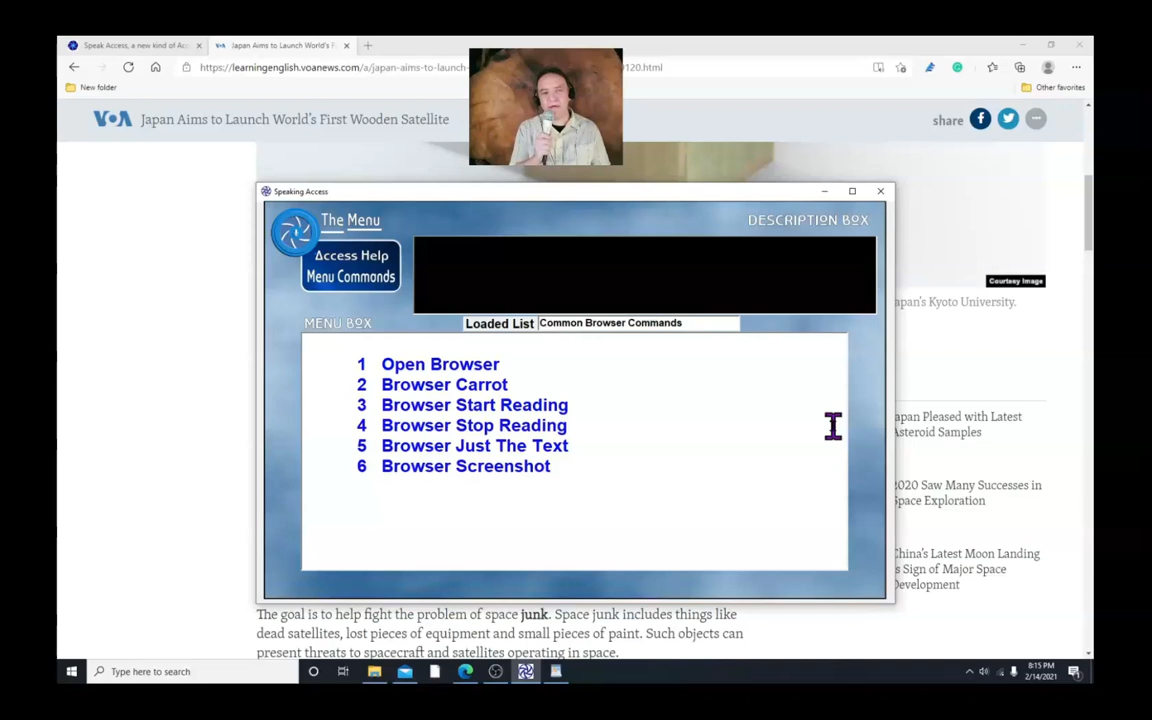 Speak Access, a new kind of Acc
Japan Aims to Launch World's F
https://learningenglish.voanews.com/a/japan-aims-to-launch-
0120.html
New folder
Other favorites
VOA
Japan Aims to Launch World's First Wooden Satellite
share
Speaking Access
The Menu
DESCRIPTION BOX
Access Help
Menu Commands
Courtesy Image
apan's Kyoto University.
MENU BOX
Loaded List
Common Browser Commands
1 Open Browser
2 Browser Carrot
3 Browser Start Reading
4 Browser Stop Reading
5 Browser Just The Text
6 Browser Screenshot
apan Pleased with Latest
Asteroid Samples
2020 Saw Many Successes in
Space Exploration
China's Latest Moon Landing
s Sign of Major Space
Development
The goal is to help fight the problem of space junk. Space junk includes things like
dead satellites, lost pieces of equipment and small pieces of paint. Such objects can
present threats to spacecraft and satellites operating in space.
Type here to search
8:15 PM
2/14/2021